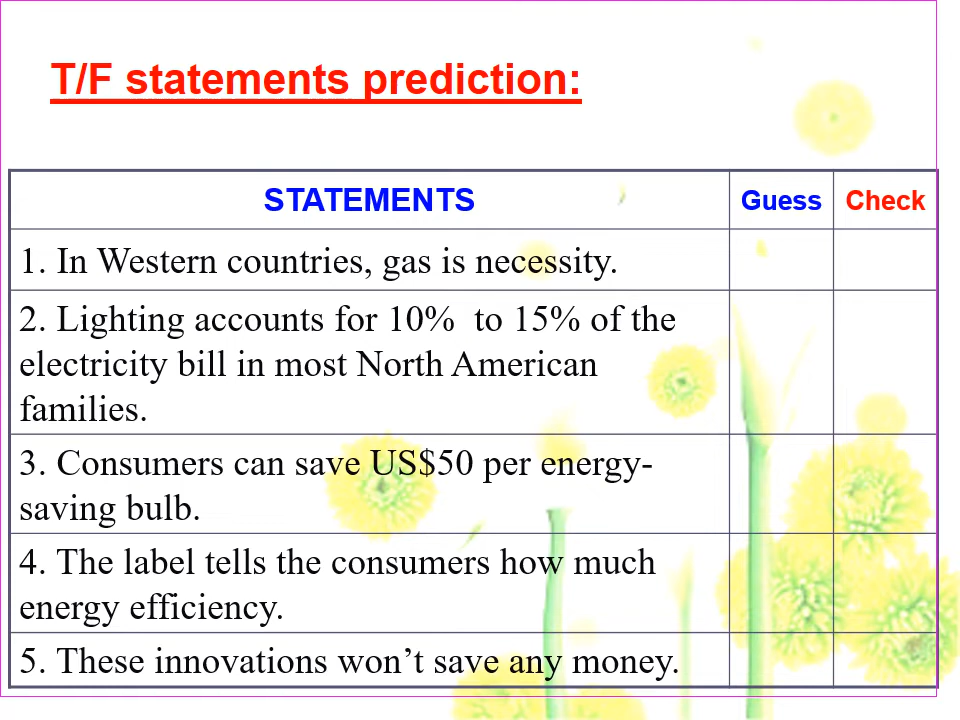 T/F statements prediction:
STATEMENTS Guess Check
1. In Western countries, gas is necessity.
2. Lighting accounts for 10%  to 15% of the
electricity bill in most North American
families.
3. Consumers can save US$50 per energy-
saving bulb.
4. The label tells the consumers how much
energy efficiency.
5. These innovations won’t save any money.